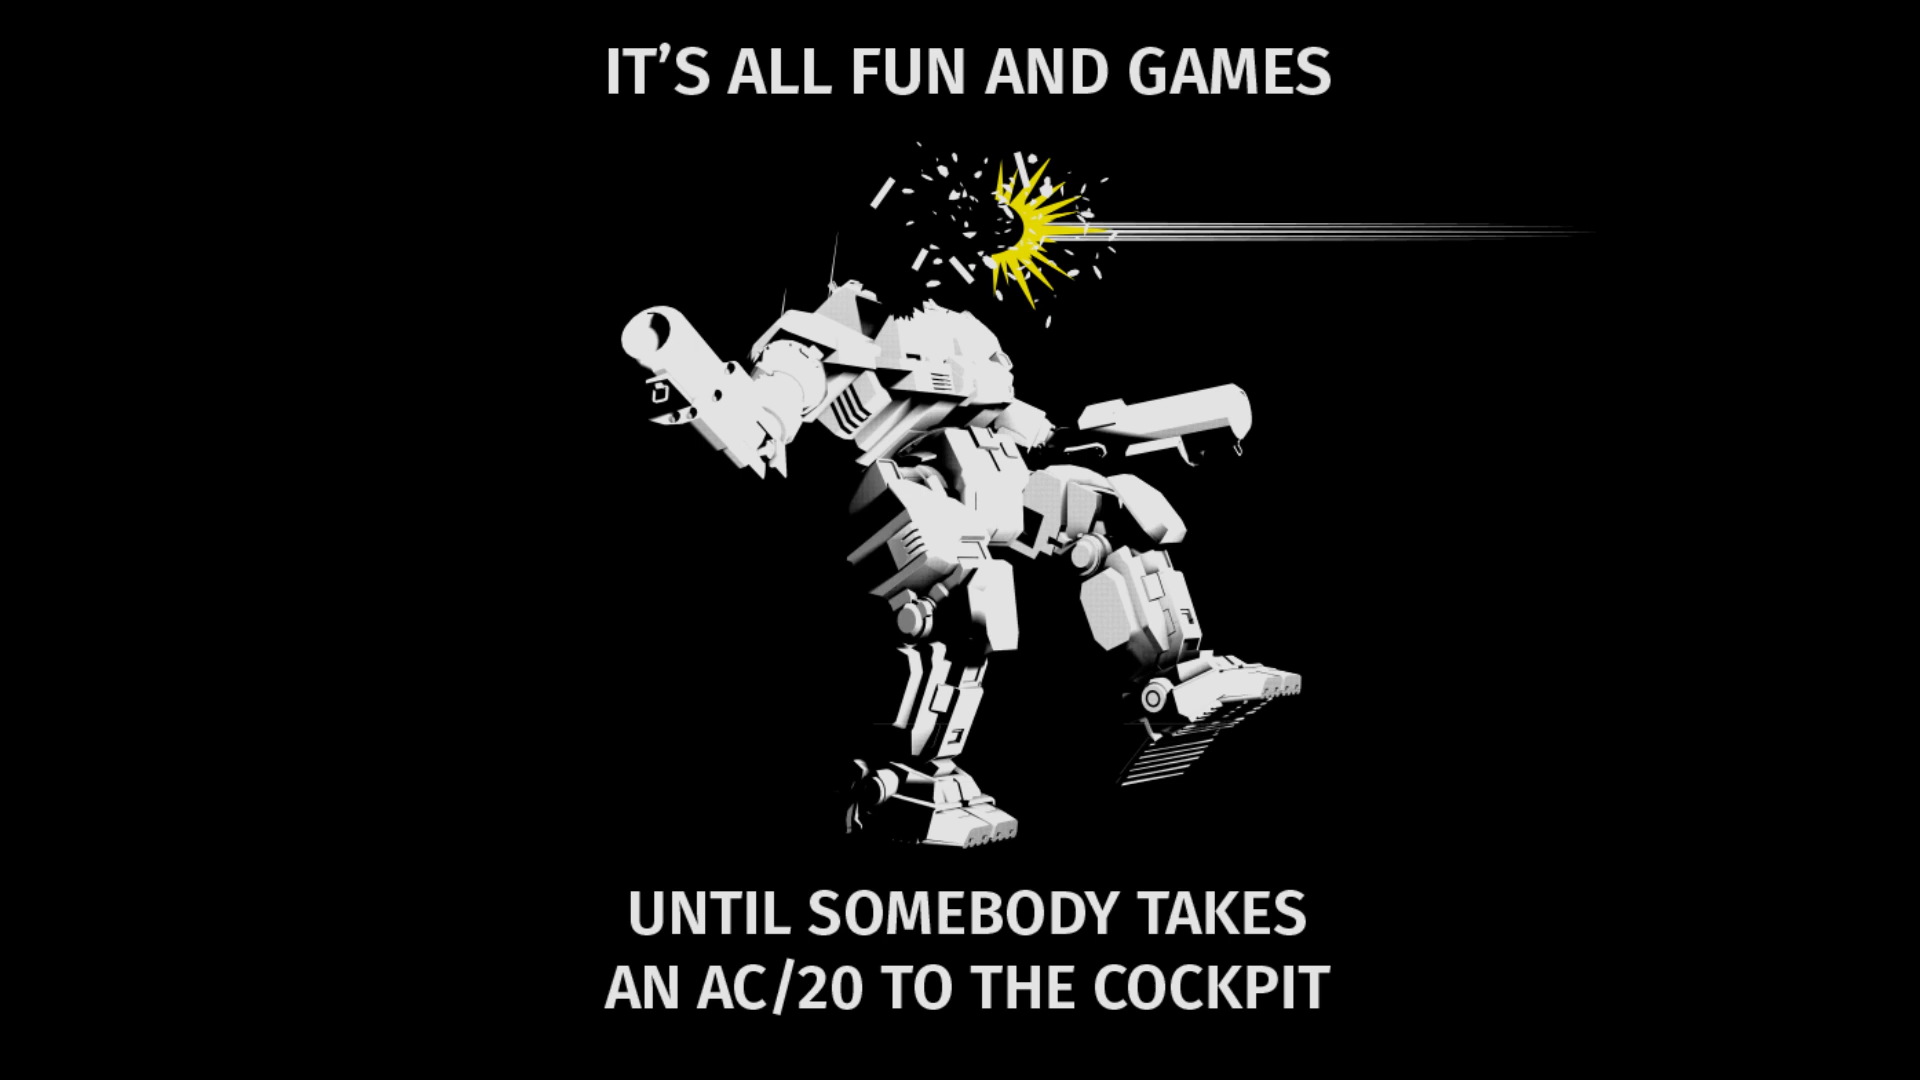 IT’S ALL FUN AND GAMES
UNTIL SOMEBODY TAKES
AN AC/20 TO THE COCKPIT